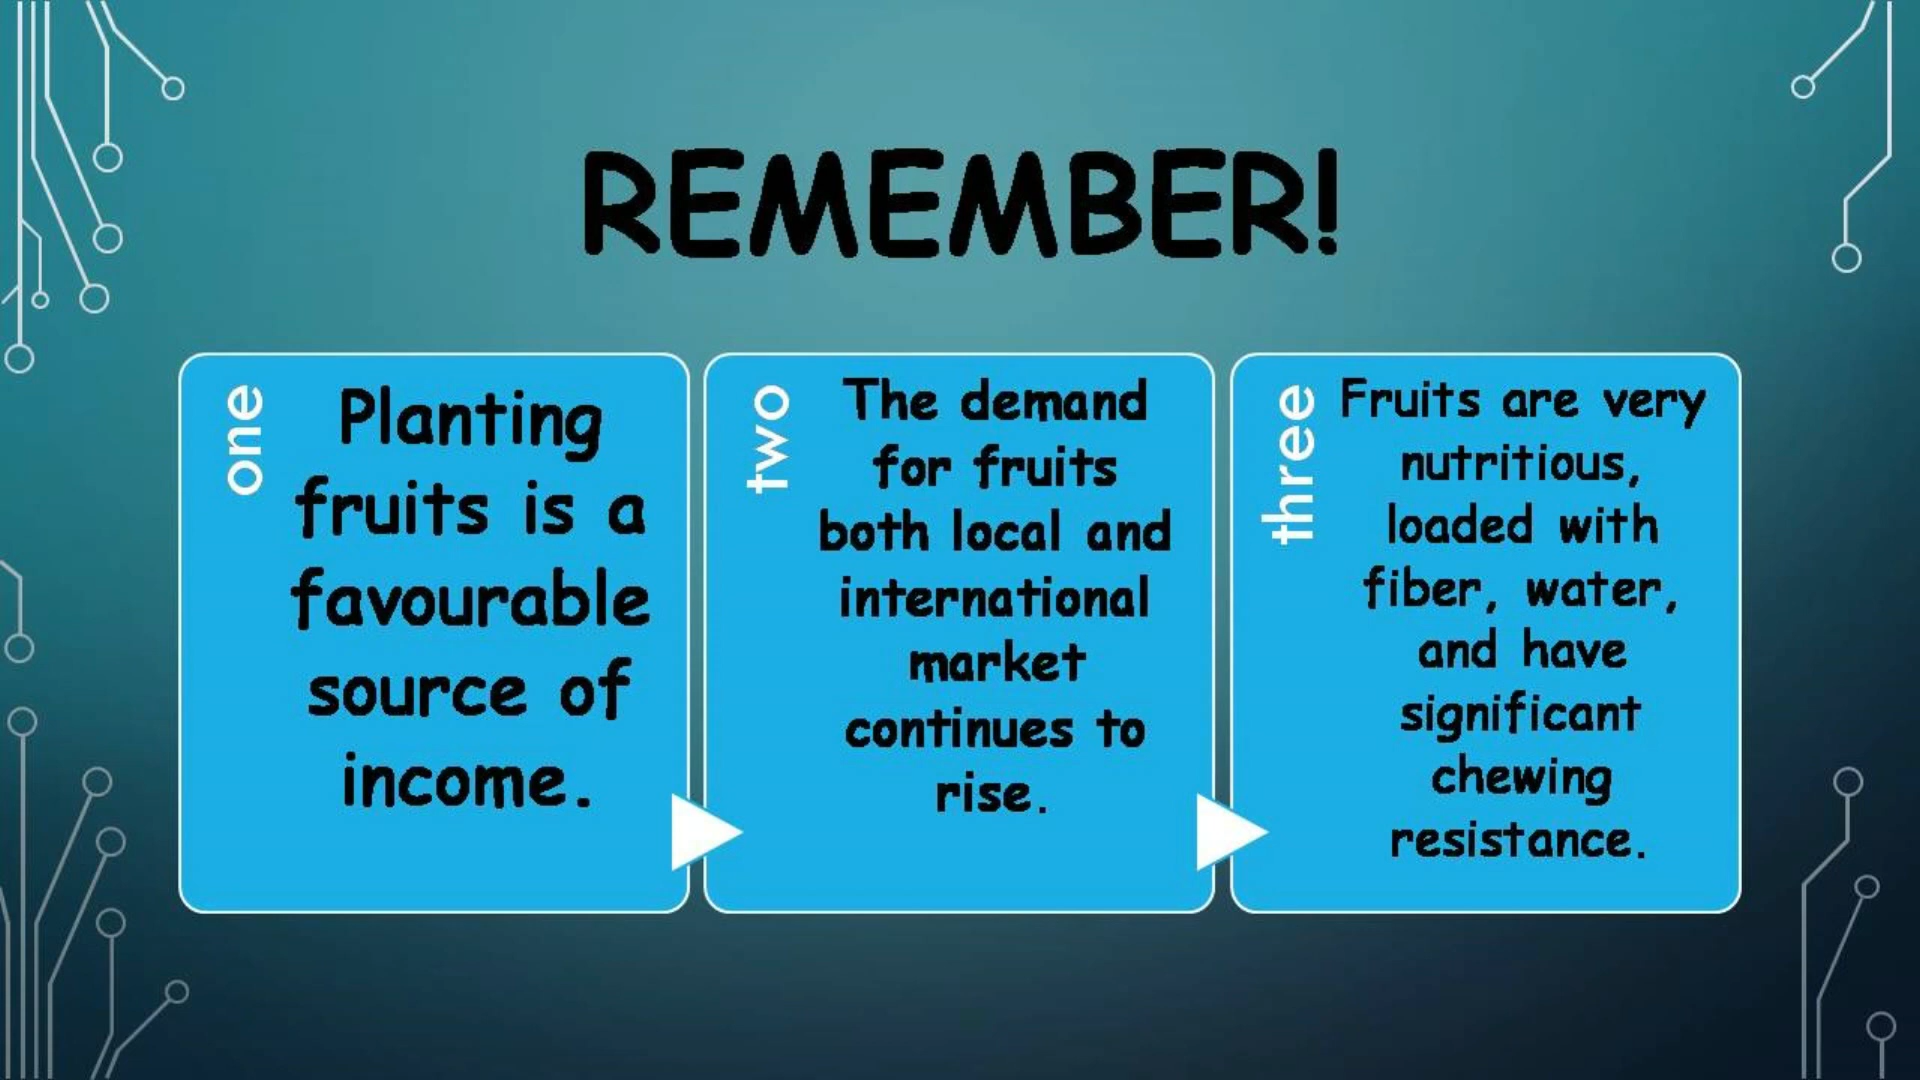 REMEMBER!
one
Planting
fruits is a
favourable
source of
income.
two
The demand
for fruits
both local and
international
market
continues to
rise.
three
Fruits are very
nutritious,
loaded with
fiber, water,
and have
significant
chewing
resistance.